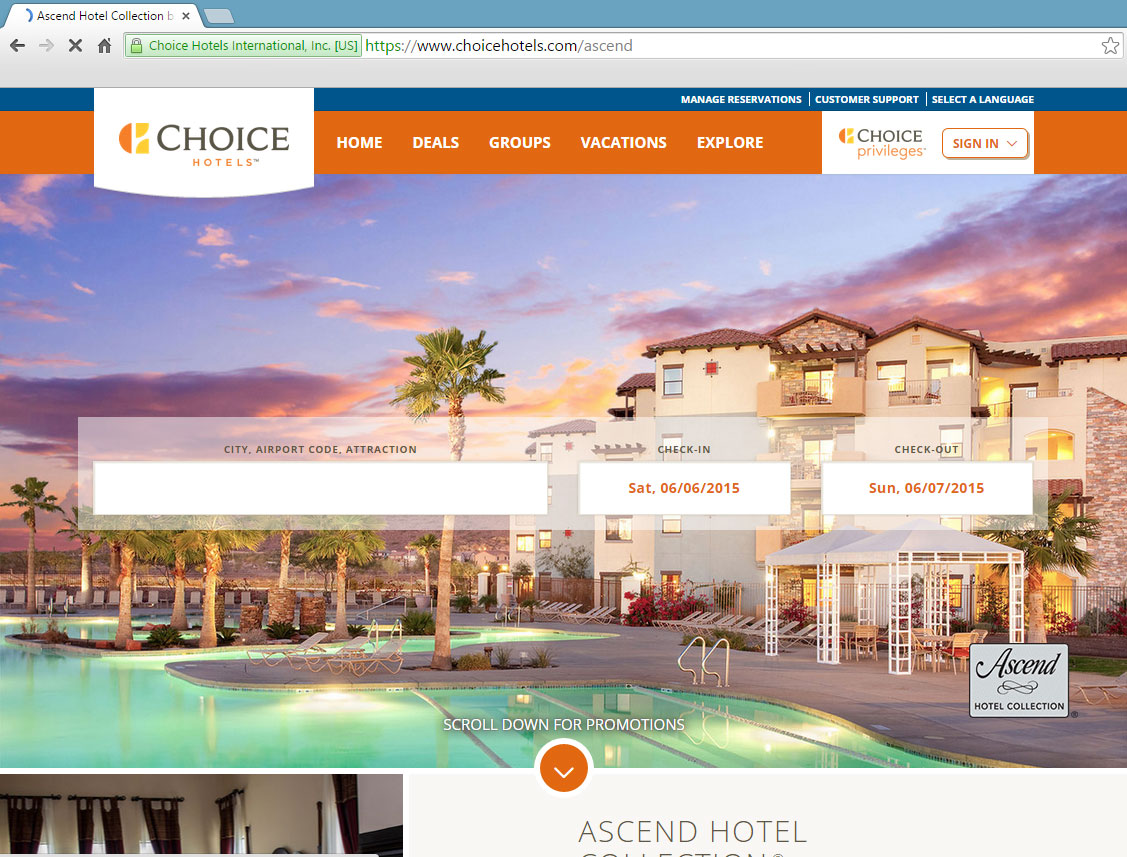 Ascend Hotel Collection b
Choice Hotels International, Inc. [US]
https://www.choicehotels.com/ascend
MANAGE RESERVATIONS
CUSTOMER SUPPORT
SELECT A LANGUAGE
CHOICE
HOTELS™
HOME
DEALS
GROUPS
VACATIONS
EXPLORE
CHOICE
privileges
SIGN IN
CITY, AIRPORT CODE, ATTRACTION
CHECK-IN
CHECK-OUT
Sat, 06/06/2015
Sun, 06/07/2015
Ascend
HOTEL COLLECTION®
SCROLL DOWN FOR PROMOTIONS
ASCEND HOTEL
COLLECTION®